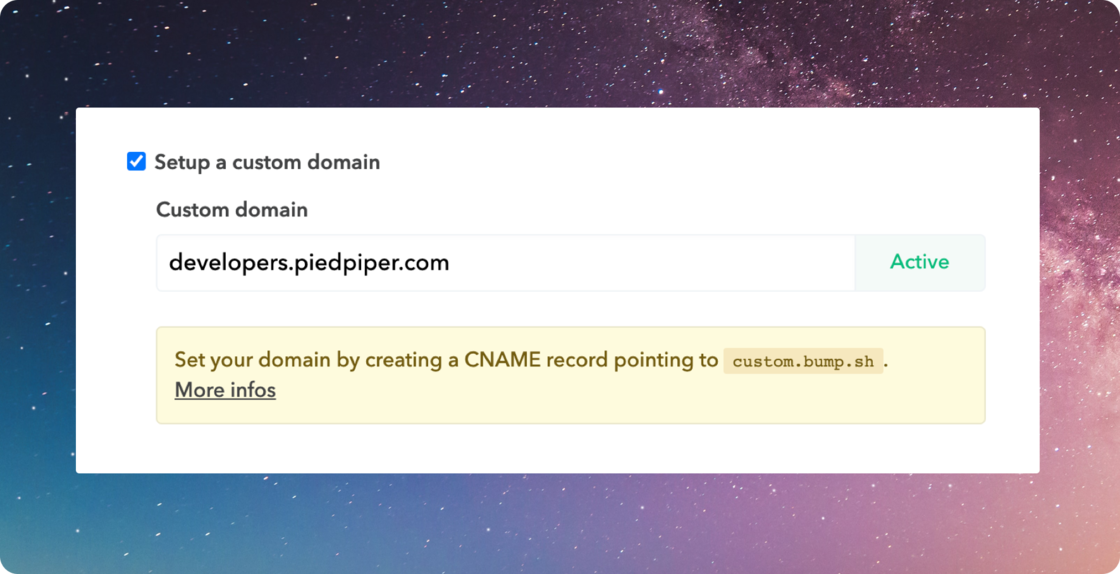 Setup a custom domain
Custom domain
developers.piedpiper.com
Active
Set your domain by creating a CNAME record pointing to custom.bump.sh.
More infos